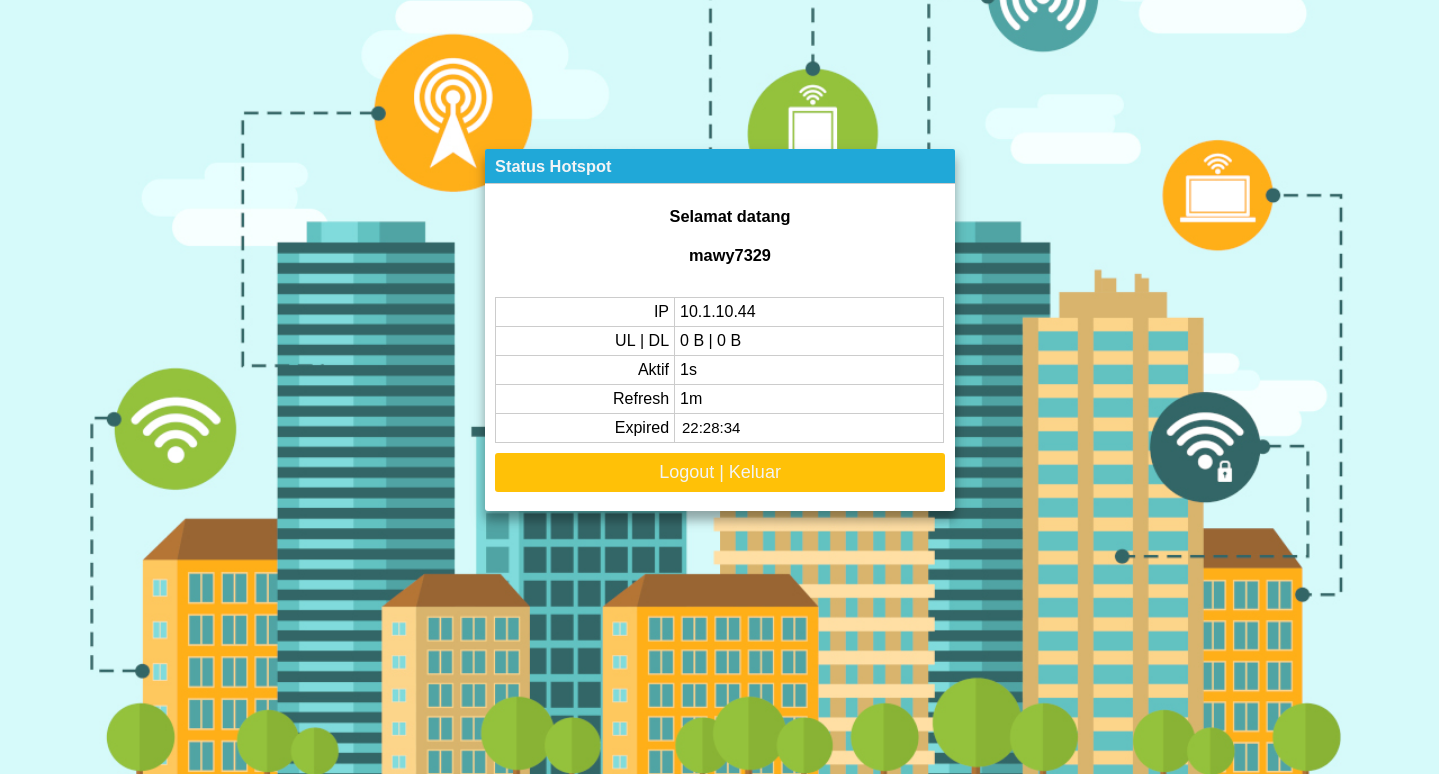 Status Hotspot
Selamat datang
mawy7329
IP 10.1.10.44
UL | DL 0 B | 0 B
Aktif 1s
Refresh 1m
Expired 22:28:34
Logout | Keluar